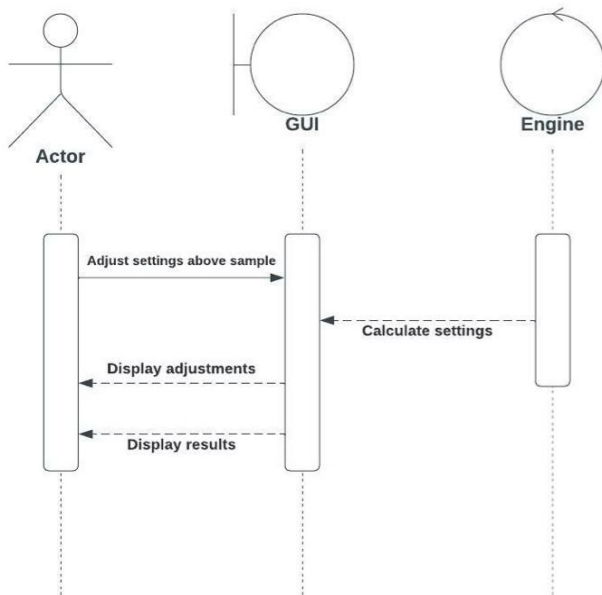 GUI
Engine
Actor
Adjust settings above sample
Calculate settings
Display adjustments
Display results